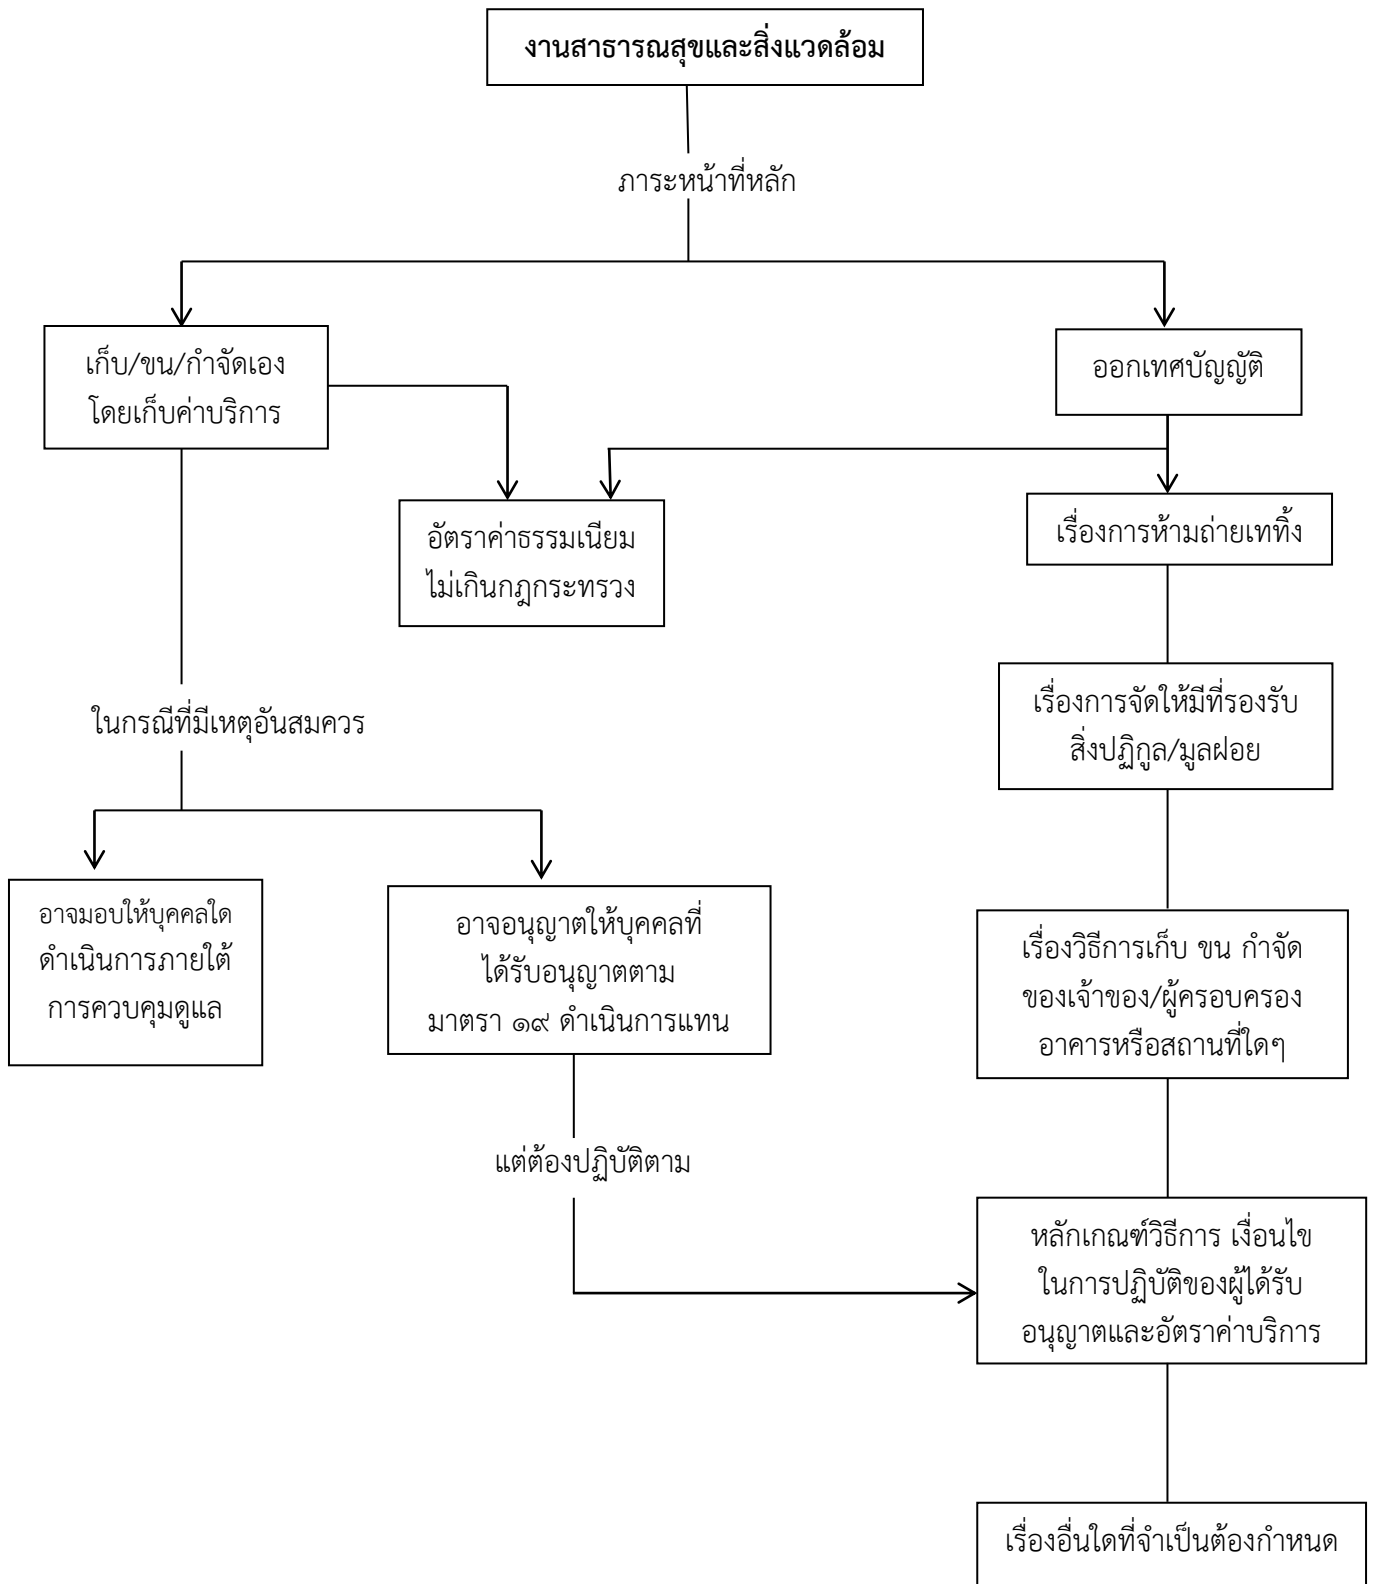 งานสาธารณสุขและสิ่งแวดล้อม
ภาระหน้าที่หลัก
เก็บ/ขน/กำจัดเอง
โดยเก็บค่าบริการ
ออกเทศบัญญัติ
อัตราค่าธรรมเนียม
ไม่เกินกฎกระทรวง
เรื่องการห้ามถ่ายเททิ้ง
เรื่องการจัดให้มีที่รองรับ
สิ่งปฏิกูล/มูลฝอย
ในกรณีที่มีเหตุอันสมควร
อาจมอบให้บุคคลใด
ดำเนินการภายใต้
การควบคุมดูแล
อาจอนุญาตให้บุคคลที่
ได้รับอนุญาตตาม
มาตรา ๑๙ ดำเนินการแทน
เรื่องวิธีการเก็บ ขน กำจัด
ของเจ้าของ/ผู้ครอบครอง
อาคารหรือสถานที่ใดๆ
แต่ต้องปฏิบัติตาม
หลักเกณฑ์วิธีการ เงื่อนไข
ในการปฏิบัติของผู้ได้รับ
อนุญาตและอัตราค่าบริการ
เรื่องอื่นใดที่จำเป็นต้องกำหนด